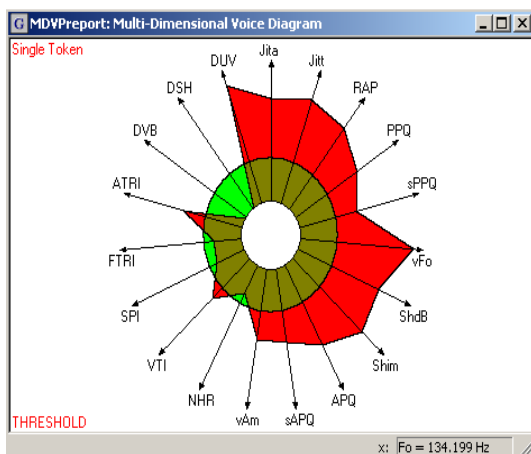 MDVPreport: Multi-Dimensional Voice Diagram
Single Token
Jita
DUV
Jitt
DSH
RAP
DVB
PPQ
ATRI
sPPQ
FTRI
vFo
SPI
ShdB
VTI
Shim
NHR
APQ
vAm
sAPQ
THRESHOLD
x: Fo = 134.199 Hz